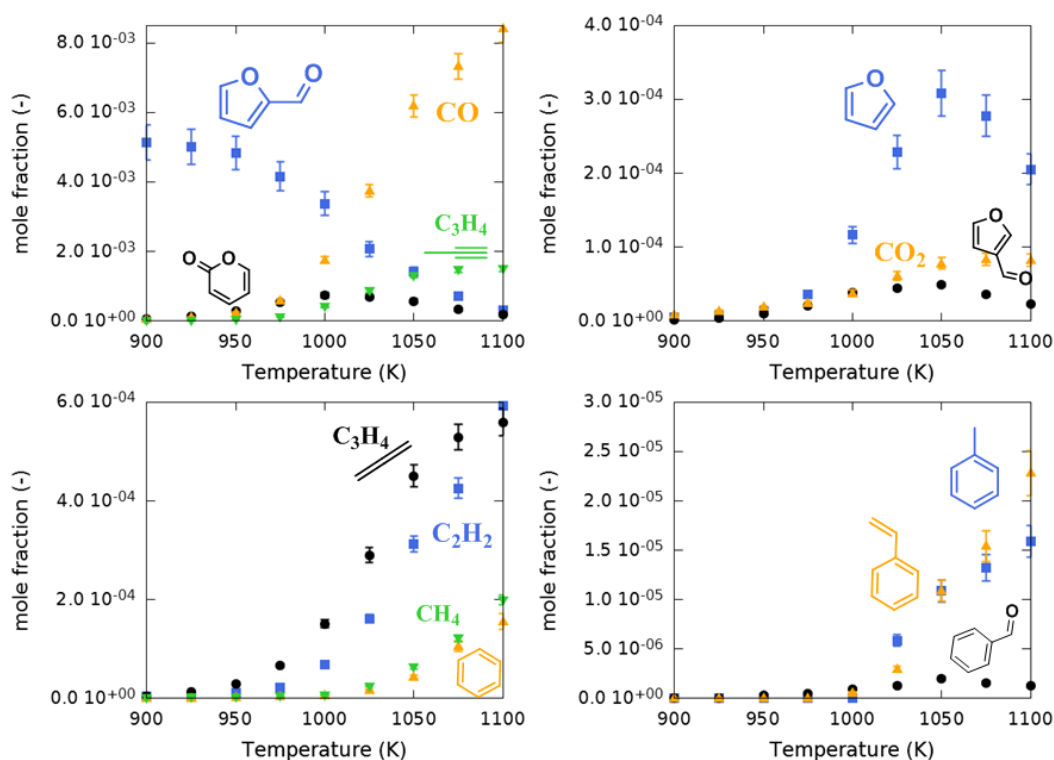 8.0 10-03
6.0 10-03
4.0 10-03
2.0 10-03
0.0 10+00
mole fraction (-)
O
O
CO
C3H4
O
O
900 950 1000 1050 1100
Temperature (K)
4.0 10-04
3.0 10-04
2.0 10-04
1.0 10-04
0.0 10+00
mole fraction (-)
O
CO2
O
O
900 950 1000 1050 1100
Temperature (K)
6.0 10-04
4.0 10-04
2.0 10-04
0.0 10+00
mole fraction (-)
C3H4
C2H2
CH4
900 950 1000 1050 1100
Temperature (K)
3.0 10-05
2.5 10-05
2.0 10-05
1.5 10-05
1.0 10-05
5.0 10-06
0.0 10+00
mole fraction (-)
O
900 950 1000 1050 1100
Temperature (K)